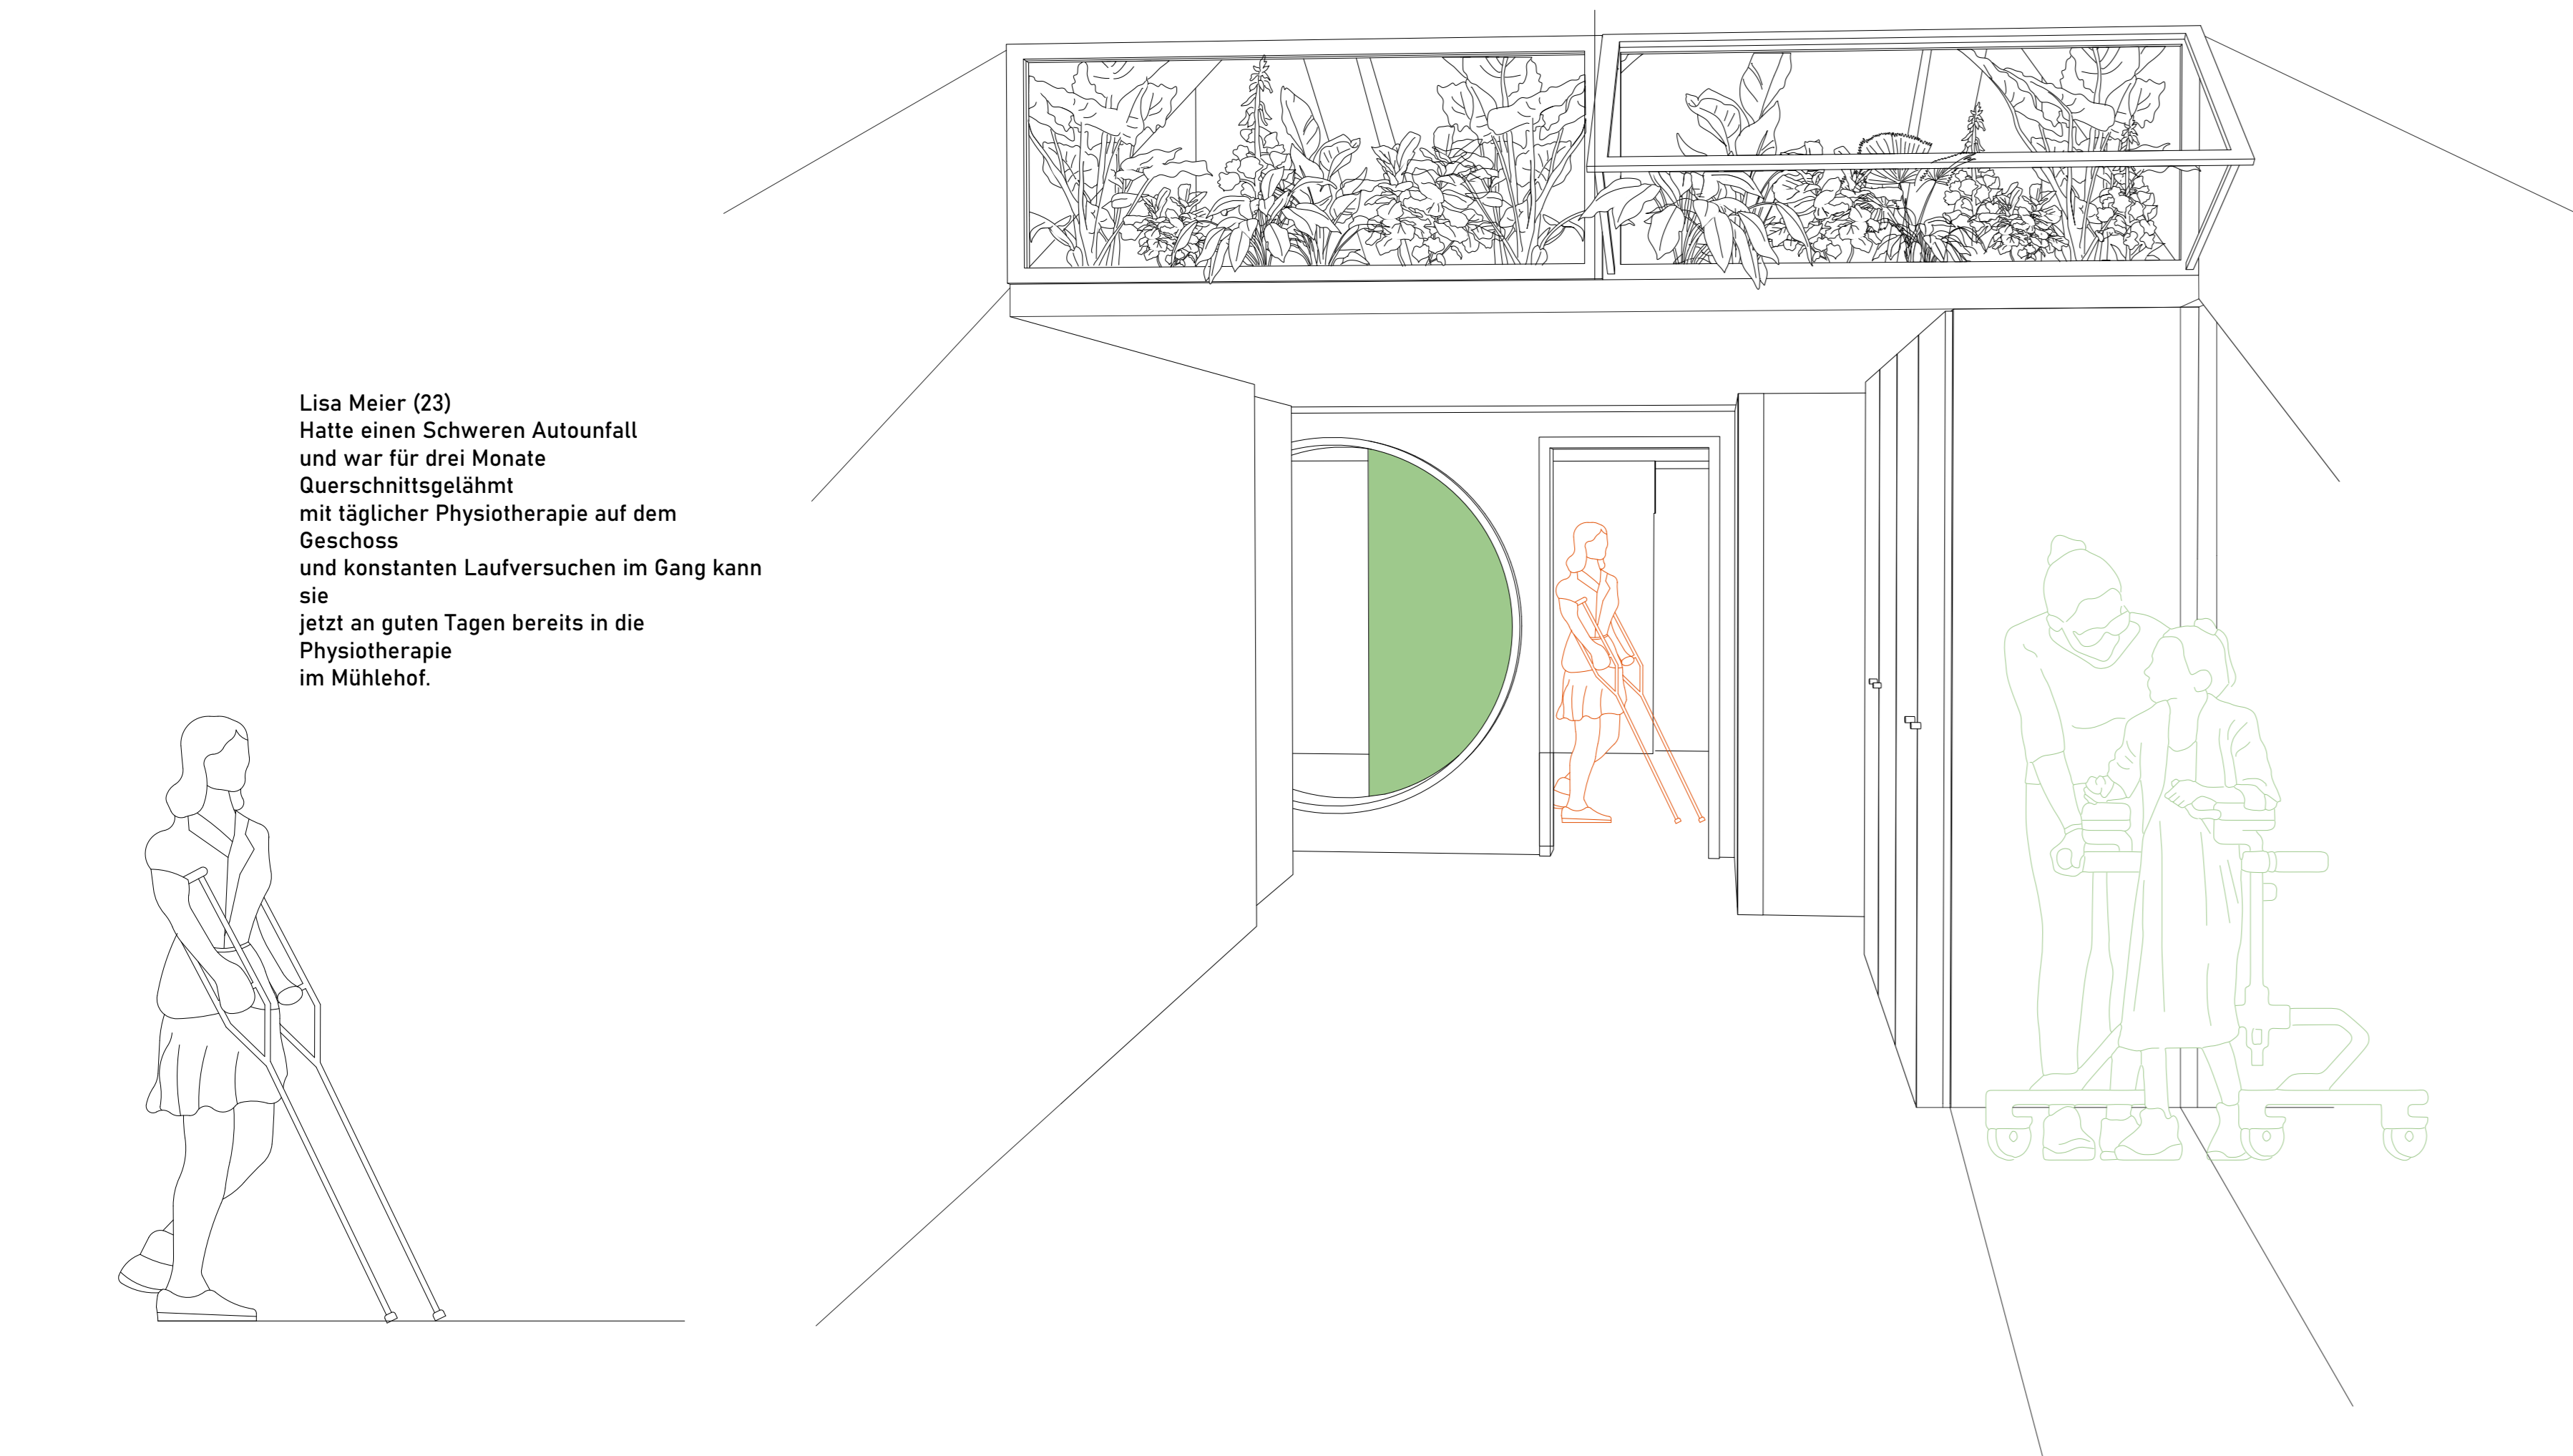 Lisa Meier (23)
Hatte einen Schweren Autounfall
und war für drei Monate
Querschnittsgelähmt
mit täglicher Physiotherapie auf dem
Geschoss
und konstanten Laufversuchen im Gang kann
sie
jetzt an guten Tagen bereits in die
Physiotherapie
im Mühlehof.